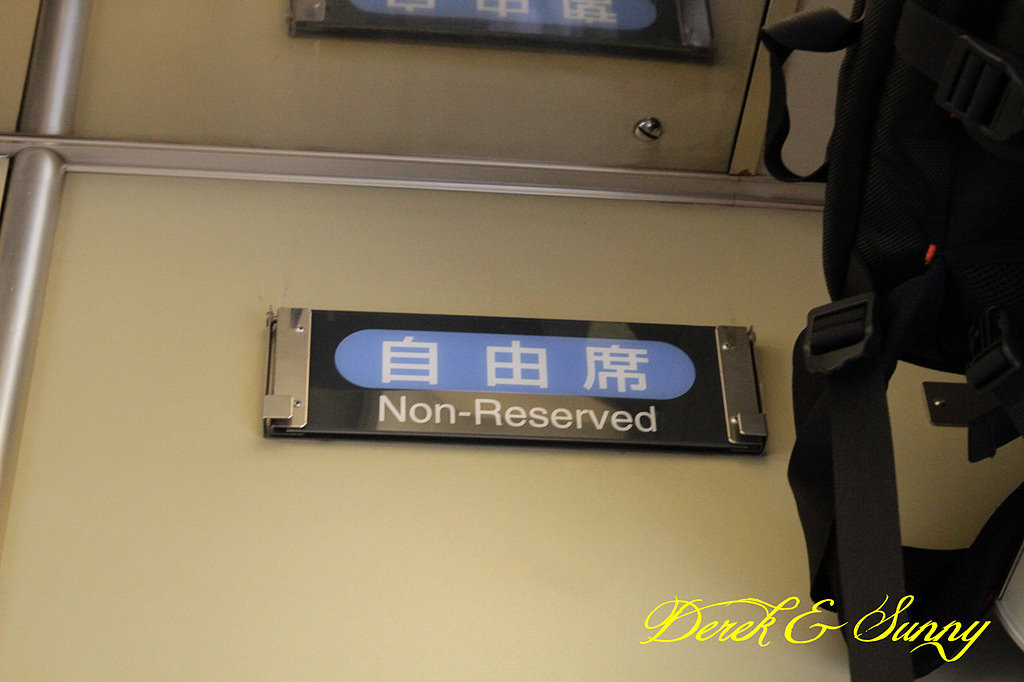 自由席
Non-Reserved
Derek & Sunny